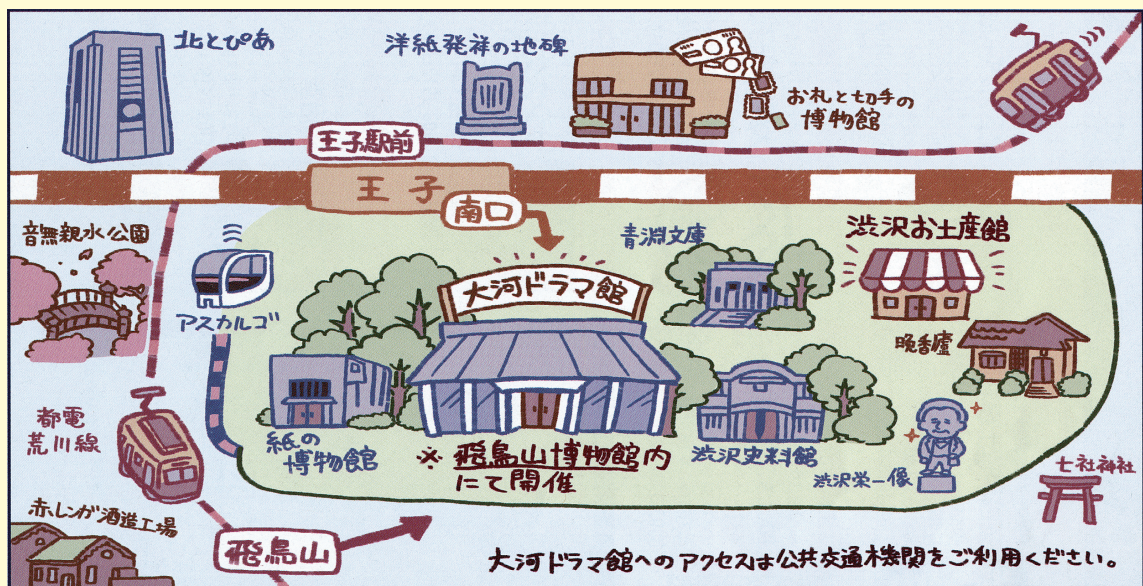 北とぴあ
洋紙発祥の地碑
お札と切手の
博物館
王子駅前
王子
南口
音無親水公園
アスカルゴ
大河ドラマ館
青淵文庫
渋沢お土産館
晩香廬
都電
荒川線
紙の
博物館
※飛鳥山博物館内
にて開催
渋沢史料館
渋沢栄一像
七社神社
赤レンガ酒造工場
飛鳥山
大河ドラマ館へのアクセスは公共交通機関をご利用ください。